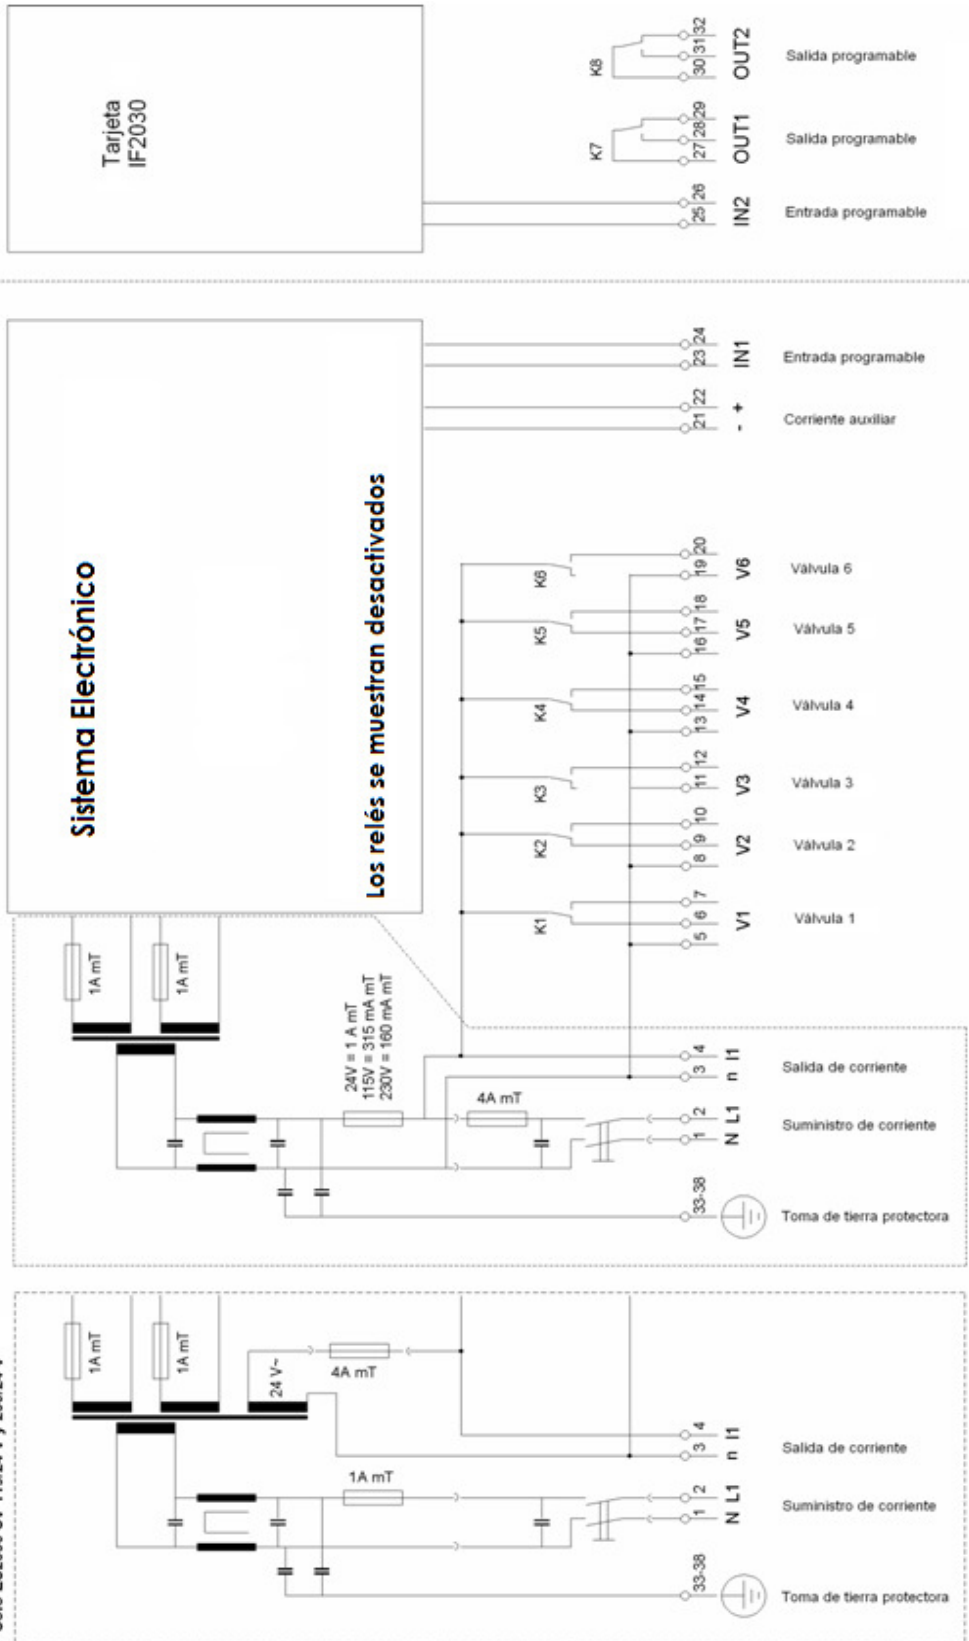 Tarjeta
IF2030
K8
30 31 32
OUT2
Salida programable
K7
27 28 29
OUT1
Salida programable
25 26
IN2
Entrada programable
Sistema Electrónico
Los relés se muestran desactivados
23 24
IN1
Entrada programable
21 22
- +
Corriente auxiliar
K6
19 20
V6
Válvula 6
K5
16 17 18
V5
Válvula 5
K4
13 14 15
V4
Válvula 4
K3
11 12
V3
Válvula 3
K2
8 9 10
V2
Válvula 2
K1
5 6 7
V1
Válvula 1
1A mT
1A mT
24V = 1 A mT
115V = 315 mA mT
230V = 160 mA mT
4A mT
3 4
n I1
Salida de corriente
1 2
N L1
Suministro de corriente
33-38
Toma de tierra protectora
1A mT
1A mT
24 V~
4A mT
1A mT
3 4
n I1
Salida de corriente
1 2
N L1
Suministro de corriente
33-38
Toma de tierra protectora